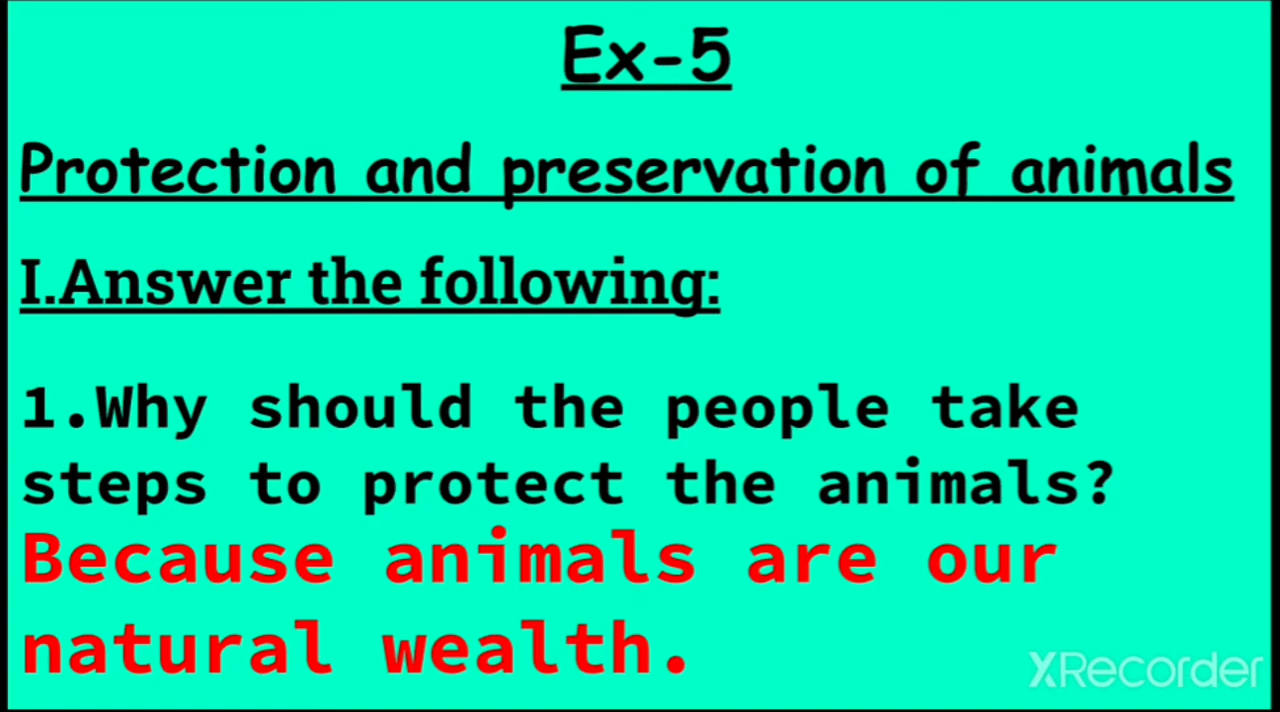 Ex-5
Protection and preservation of animals
I.Answer the following:
1.Why should the people take
steps to protect the animals?
Because animals are our
natural wealth.
XRecorder